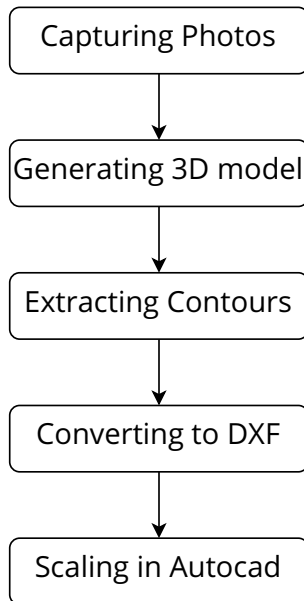 Capturing Photos
Generating 3D model
Extracting Contours
Converting to DXF
Scaling in Autocad